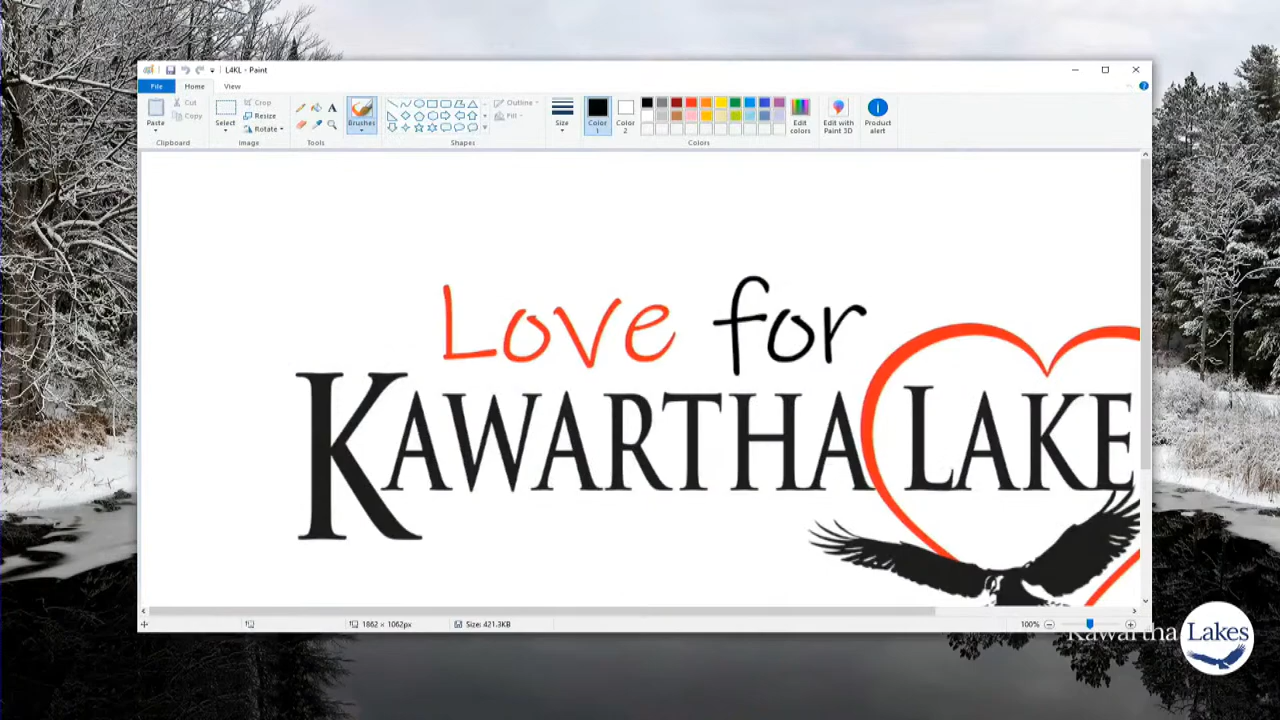 L4KL - Paint
File Home View
Paste
Cut
Copy
Clipboard
Select
Crop
Resize
Rotate
Image
Tools
Brushes
Outline
Fill
Shapes
Size
Color 1
Color 2
Colors
Edit colors
Edit with Paint 3D
Product alert
Love for
KAWARTHA LAKE
1862 × 1062px
Size: 421.3KB
100%
Kawartha Lakes